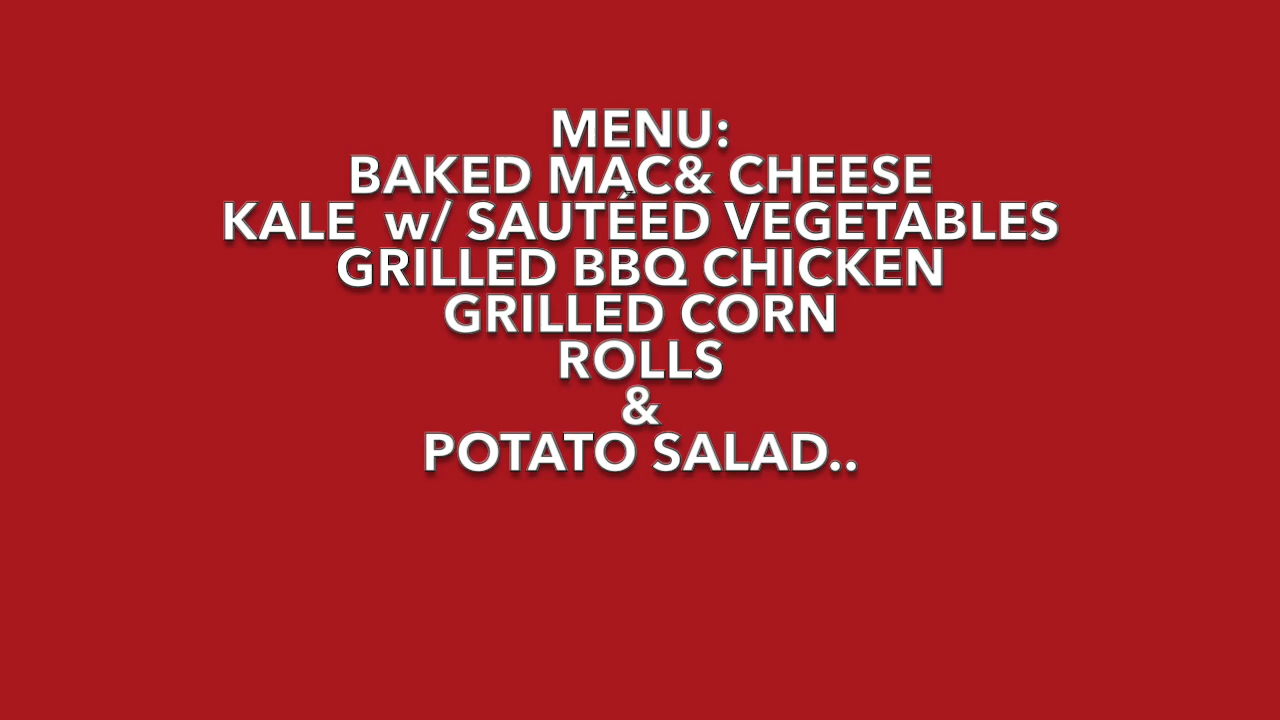 MENU:
BAKED MAC& CHEESE
KALE  w/ SAUTÉED VEGETABLES
GRILLED BBQ CHICKEN
GRILLED CORN
ROLLS
&
POTATO SALAD..